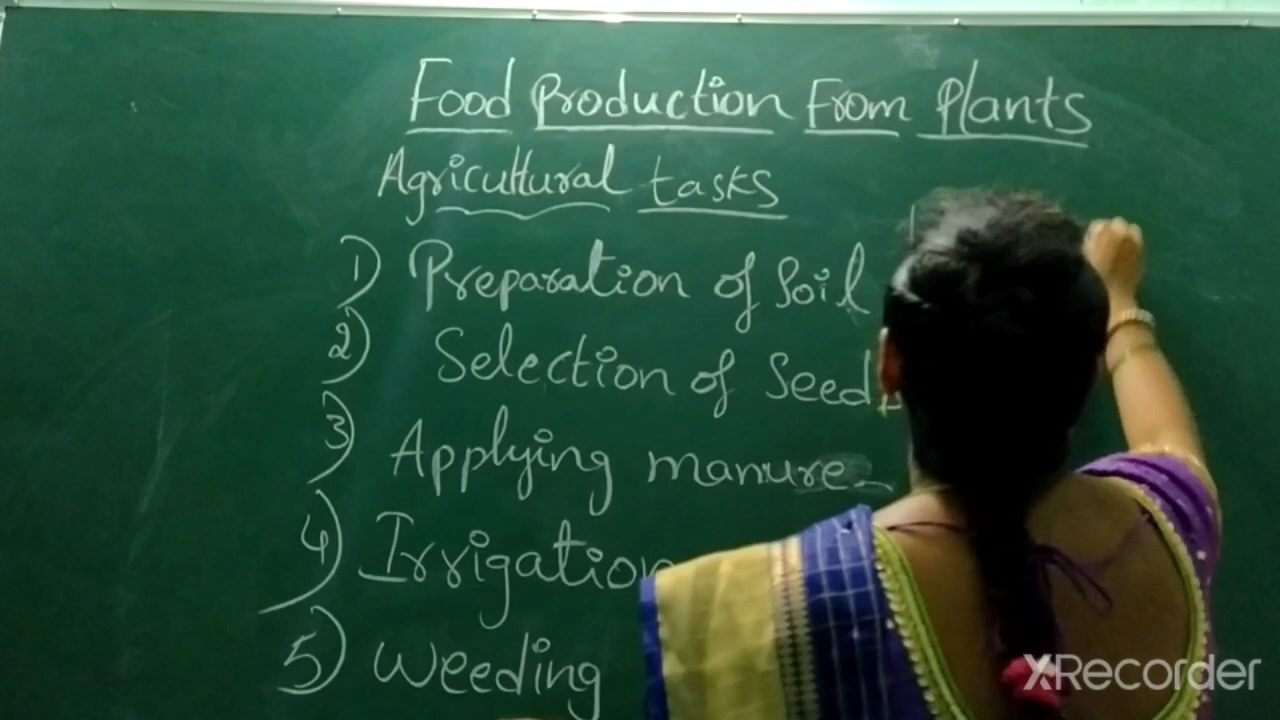 Food Production From Plants
Agricultural tasks
1) Preparation of Soil
2) Selection of Seeds
3) Applying manure
4) Irrigation
5) Weeding
XRecorder